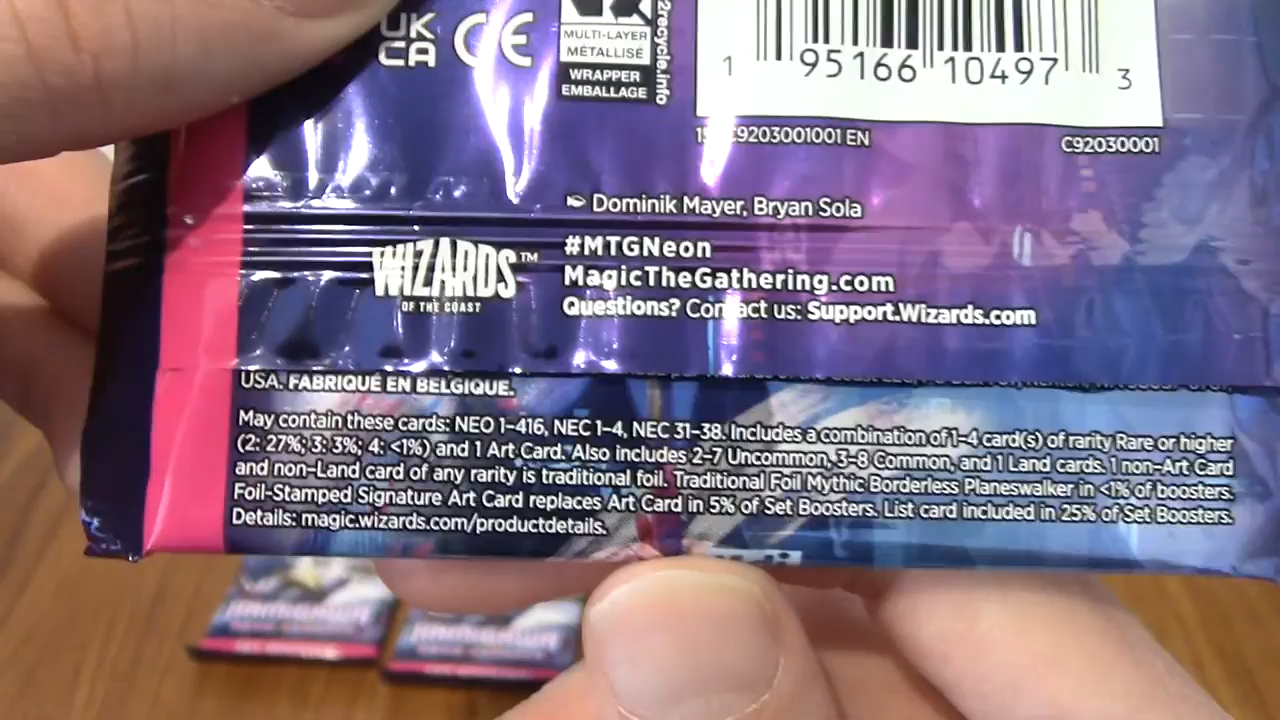 UK
CA CE
MULTI-LAYER
MÉTALLISÉ
WRAPPER
EMBALLAGE
2recycle.info
1 95166 10497 3
C9203001001 EN
C92030001
Dominik Mayer, Bryan Sola
WIZARDS™
OF THE COAST
#MTGNeon
MagicTheGathering.com
Questions? Contact us: Support.Wizards.com
USA. FABRIQUÉ EN BELGIQUE.
May contain these cards: NEO 1–416, NEC 1–4, NEC 31–38. Includes a combination of 1–4 card(s) of rarity Rare or higher
(2: 27%; 3: 3%; 4: <1%) and 1 Art Card. Also includes 2–7 Uncommon, 3–8 Common, and 1 Land cards. 1 non-Art Card
and non-Land card of any rarity is traditional foil. Traditional Foil Mythic Borderless Planeswalker in <1% of boosters.
Foil-Stamped Signature Art Card replaces Art Card in 5% of Set Boosters. List card included in 25% of Set Boosters.
Details: magic.wizards.com/productdetails.
KAMIGAWA
KAMIGAWA